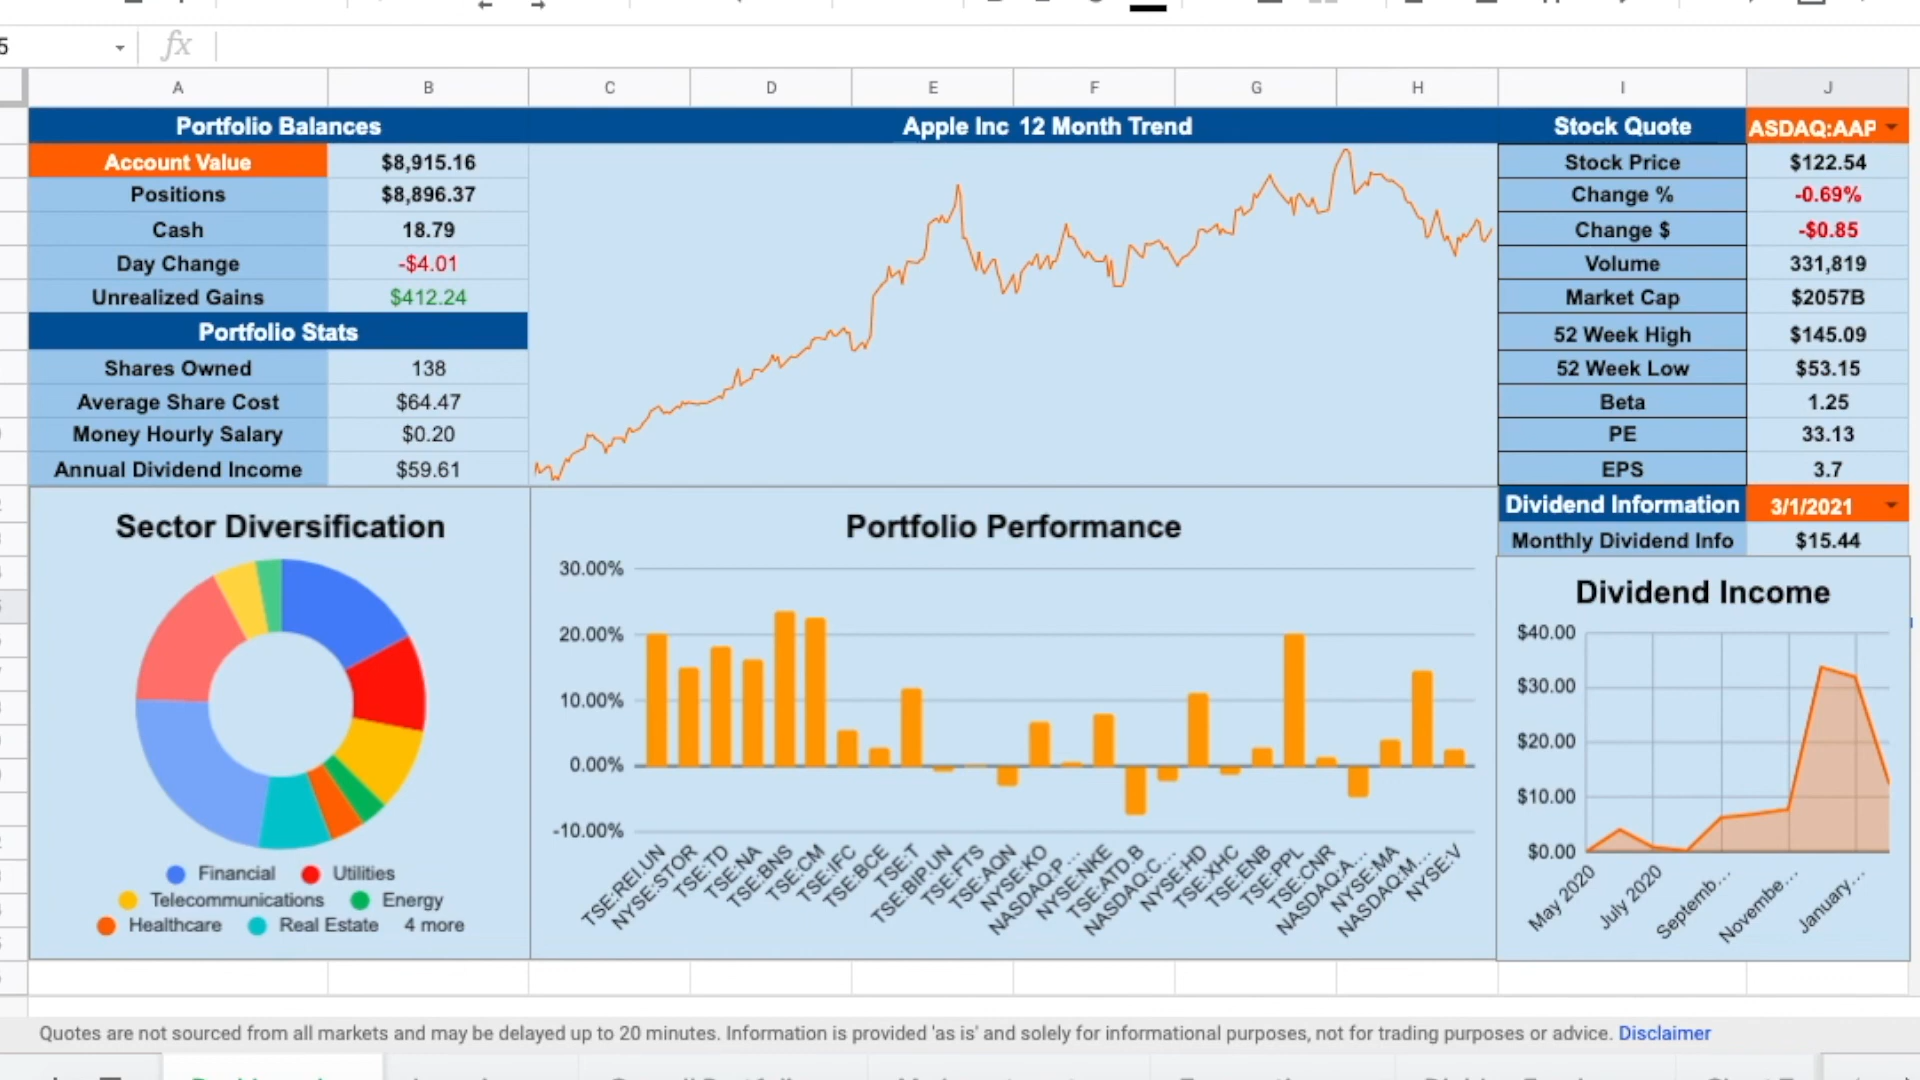 5
fx
A B C D E F G H I J
Portfolio Balances
Apple Inc 12 Month Trend
Stock Quote
ASDAQ:AAP
Account Value $8,915.16
Positions $8,896.37
Cash 18.79
Day Change -$4.01
Unrealized Gains $412.24
Portfolio Stats
Shares Owned 138
Average Share Cost $64.47
Money Hourly Salary $0.20
Annual Dividend Income $59.61
Stock Price $122.54
Change % -0.69%
Change $ -$0.85
Volume 331,819
Market Cap $2057B
52 Week High $145.09
52 Week Low $53.15
Beta 1.25
PE 33.13
EPS 3.7
Dividend Information 3/1/2021
Monthly Dividend Info $15.44
Sector Diversification
Financial Utilities
Telecommunications Energy
Healthcare Real Estate 4 more
Portfolio Performance
30.00%
20.00%
10.00%
0.00%
-10.00%
TSE:REI.UN
NYSE:STOR
TSE:TD
TSE:NA
TSE:BNS
TSE:CM
TSE:IFC
TSE:BCE
TSE:T
TSE:BIP.UN
TSE:FTS
TSE:AQN
NYSE:KO
NASDAQ:P...
NYSE:NKE
TSE:ATD.B
NASDAQ:C...
NYSE:HD
TSE:XHC
TSE:ENB
TSE:PPL
TSE:CNR
NASDAQ:A...
NYSE:MA
NASDAQ:M...
NYSE:V
Dividend Income
$40.00
$30.00
$20.00
$10.00
$0.00
May 2020
July 2020
Septemb...
Novembe...
January...
Quotes are not sourced from all markets and may be delayed up to 20 minutes. Information is provided 'as is' and solely for informational purposes, not for trading purposes or advice. Disclaimer